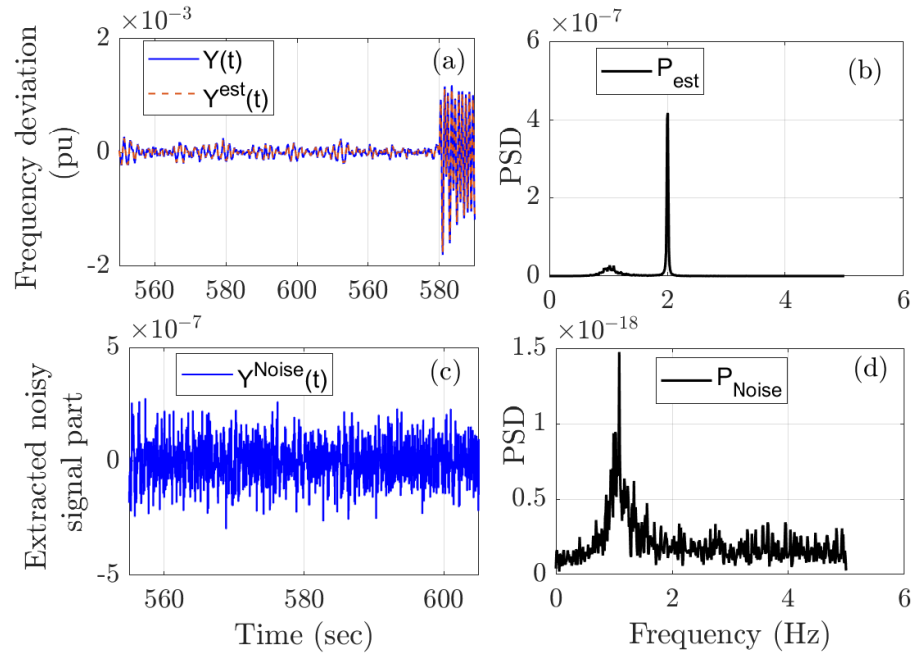 ×10⁻³
2
0
-2
Frequency deviation
(pu)
Y(t)
Yᵉˢᵗ(t)
(a)
560
580
600
560
580
×10⁻⁷
6
4
2
0
PSD
P_est
(b)
0
2
4
6
×10⁻⁷
5
0
-5
Extracted noisy
signal part
Yᴺᵒⁱˢᵉ(t)
(c)
560
580
600
Time (sec)
×10⁻¹⁸
1.5
1
0.5
0
PSD
P_Noise
(d)
0
2
4
6
Frequency (Hz)